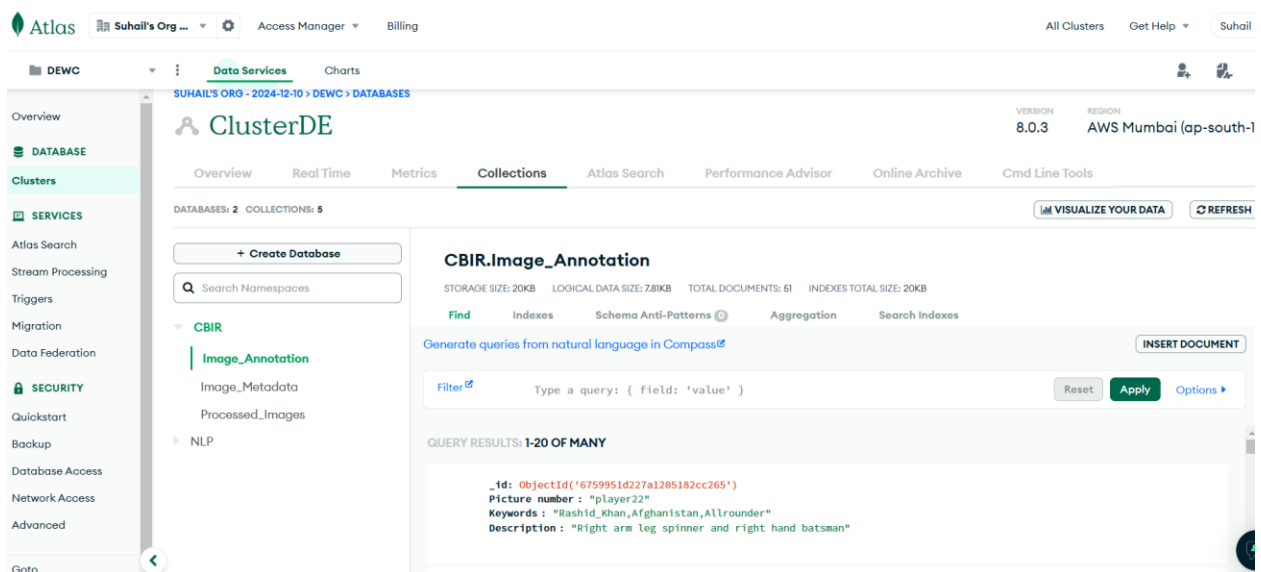 Atlas
Suhail's Org ...
Access Manager
Billing
All Clusters
Get Help
Suhail
DEWC
Data Services
Charts
SUHAIL'S ORG - 2024-12-10 > DEWC > DATABASES
ClusterDE
VERSION
8.0.3
REGION
AWS Mumbai (ap-south-1
Overview
DATABASE
Clusters
SERVICES
Atlas Search
Stream Processing
Triggers
Migration
Data Federation
SECURITY
Quickstart
Backup
Database Access
Network Access
Advanced
Goto
Overview
Real Time
Metrics
Collections
Atlas Search
Performance Advisor
Online Archive
Cmd Line Tools
DATABASES: 2 COLLECTIONS: 5
VISUALIZE YOUR DATA
REFRESH
+ Create Database
Search Namespaces
CBIR
Image_Annotation
Image_Metadata
Processed_Images
NLP
CBIR.Image_Annotation
STORAGE SIZE: 20KB LOGICAL DATA SIZE: 7.81KB TOTAL DOCUMENTS: 51 INDEXES TOTAL SIZE: 20KB
Find
Indexes
Schema Anti-Patterns 0
Aggregation
Search Indexes
Generate queries from natural language in Compass
INSERT DOCUMENT
Filter
Type a query: { field: 'value' }
Reset
Apply
Options
QUERY RESULTS: 1-20 OF MANY
_id: ObjectId('6759951d227a1205182cc265')
Picture number : "player22"
Keywords : "Rashid_Khan,Afghanistan,Allrounder"
Description : "Right arm leg spinner and right hand batsman"